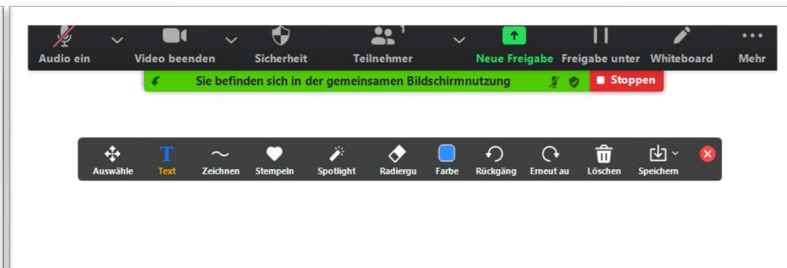 1
Audio ein Video beenden Sicherheit Teilnehmer Neue Freigabe Freigabe unter Whiteboard Mehr
Sie befinden sich in der gemeinsamen Bildschirmnutzung Stoppen
T
Auswähle Text Zeichnen Stempeln Spotlight Radiergu Farbe Rückgäng Erneut au Löschen Speichern